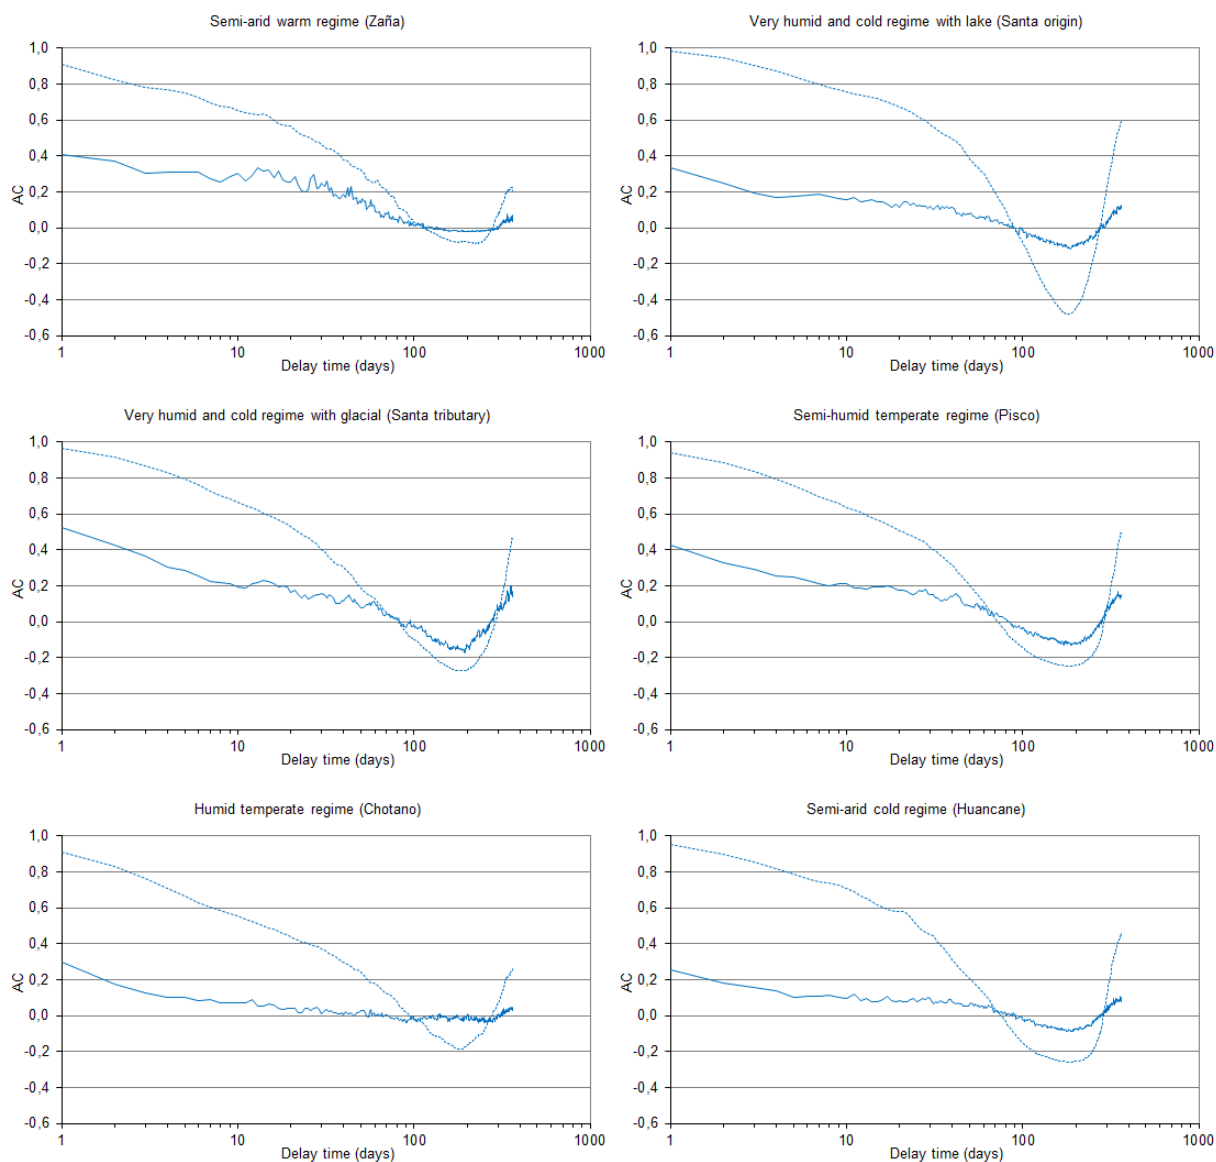 Semi-arid warm regime (Zaña)
1,0
0,8
0,6
0,4
0,2
0,0
-0,2
-0,4
-0,6
AC
1 10 100 1000
Delay time (days)
Very humid and cold regime with lake (Santa origin)
1,0
0,8
0,6
0,4
0,2
0,0
-0,2
-0,4
-0,6
AC
1 10 100 1000
Delay time (days)
Very humid and cold regime with glacial (Santa tributary)
1,0
0,8
0,6
0,4
0,2
0,0
-0,2
-0,4
-0,6
AC
1 10 100 1000
Delay time (days)
Semi-humid temperate regime (Pisco)
1,0
0,8
0,6
0,4
0,2
0,0
-0,2
-0,4
-0,6
AC
1 10 100 1000
Delay time (days)
Humid temperate regime (Chotano)
1,0
0,8
0,6
0,4
0,2
0,0
-0,2
-0,4
-0,6
AC
1 10 100 1000
Delay time (days)
Semi-arid cold regime (Huancane)
1,0
0,8
0,6
0,4
0,2
0,0
-0,2
-0,4
-0,6
AC
1 10 100 1000
Delay time (days)